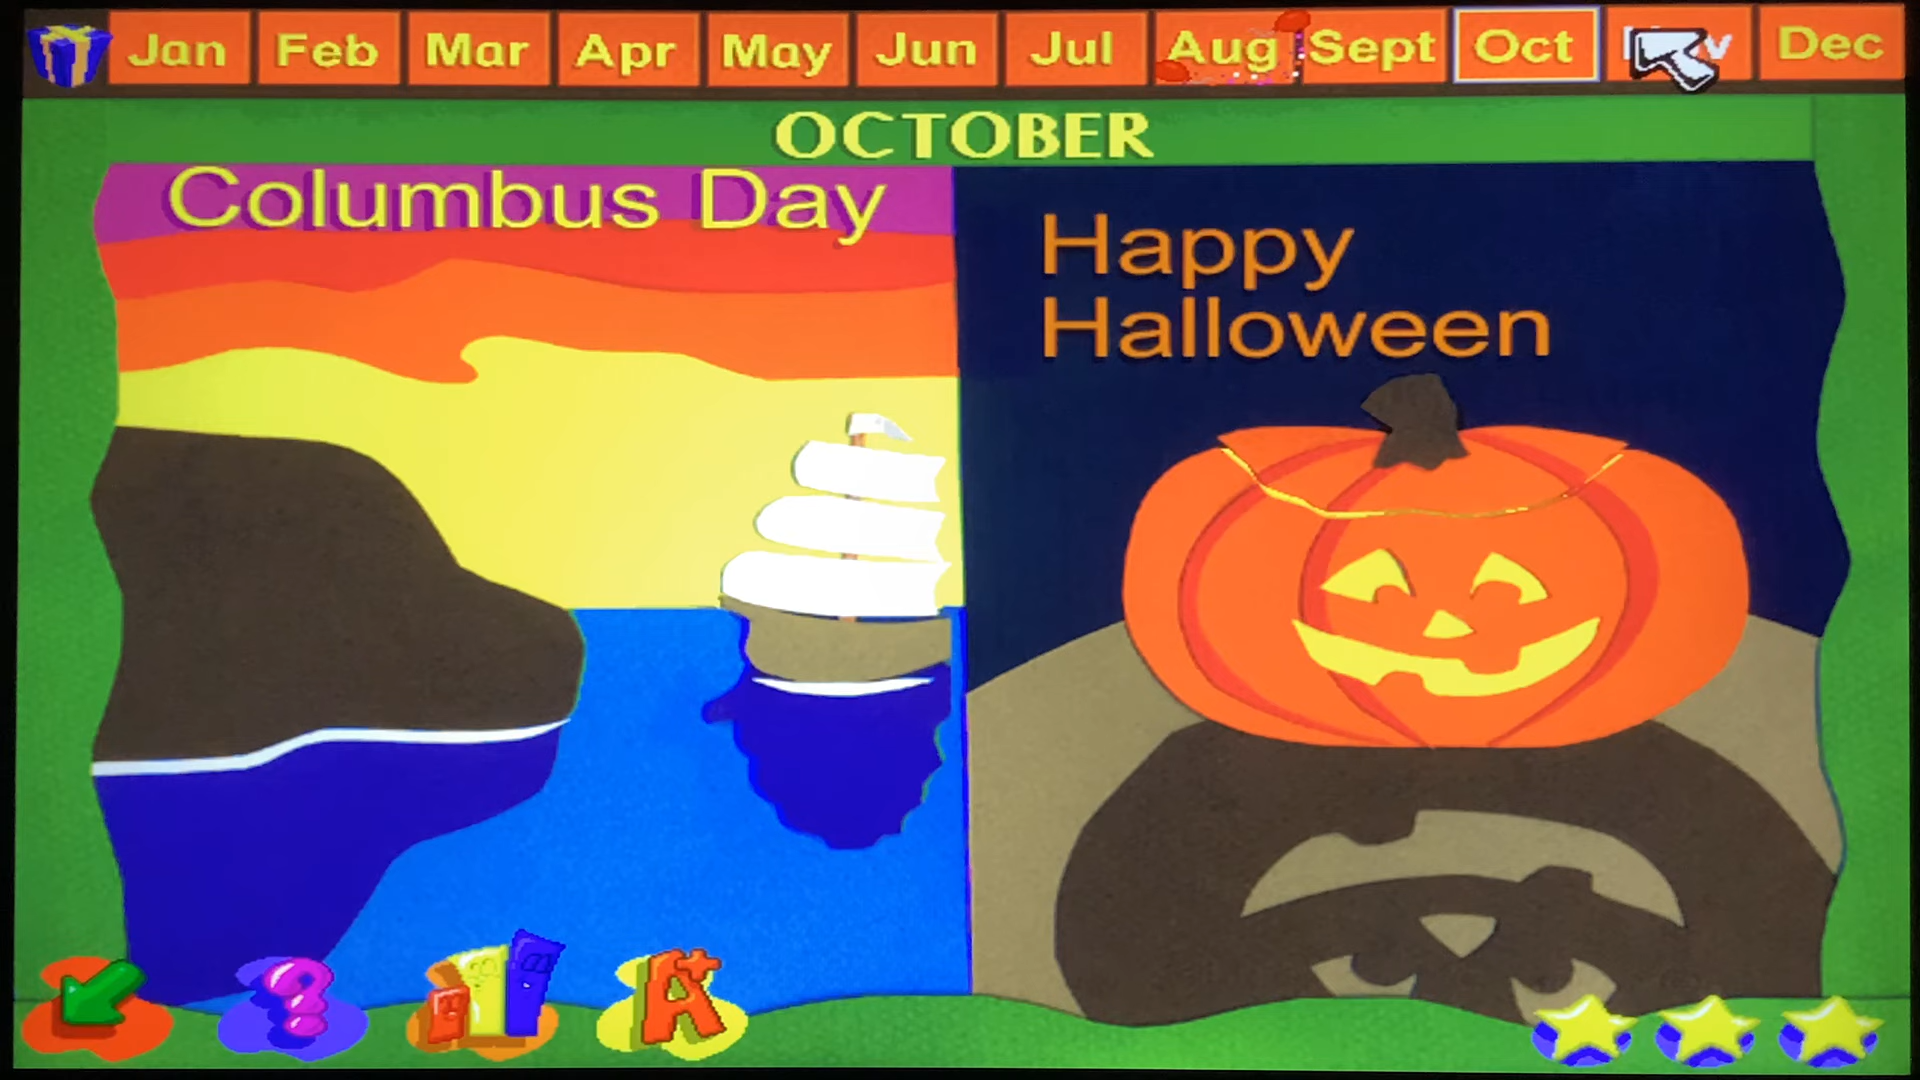 Jan Feb Mar Apr May Jun Jul Aug Sept Oct Dec
OCTOBER
Columbus Day
Happy
Halloween
A+